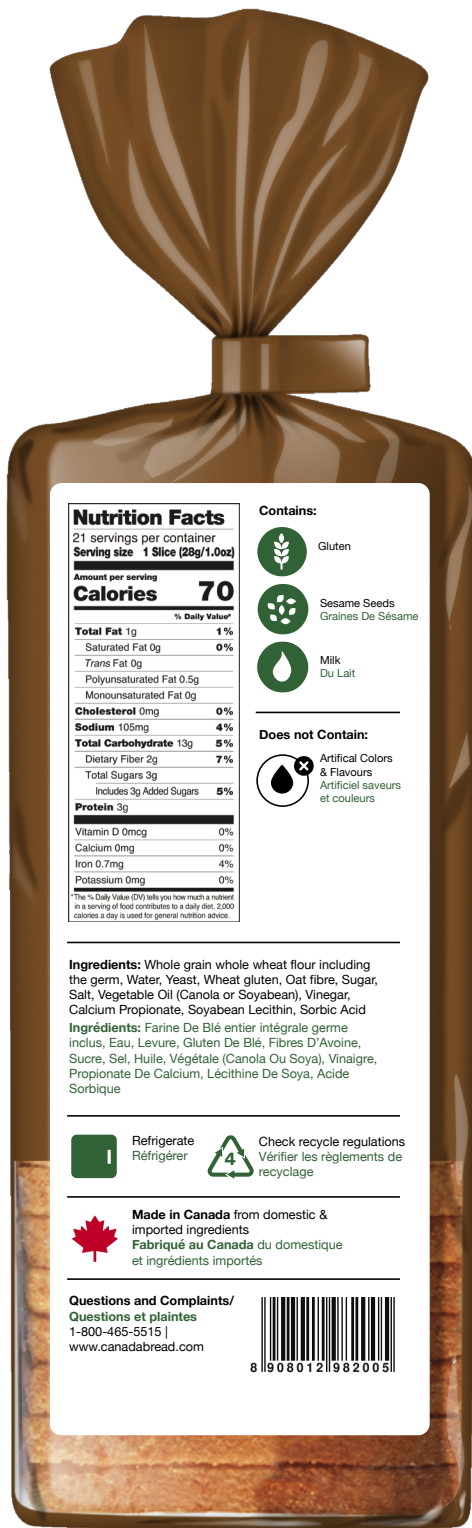 Nutrition Facts
21 servings per container
Serving size 1 Slice (28g/1.0oz)
Amount per serving
Calories 70
% Daily Value*
Total Fat 1g 1%
Saturated Fat 0g 0%
Trans Fat 0g
Polyunsaturated Fat 0.5g
Monounsaturated Fat 0g
Cholesterol 0mg 0%
Sodium 105mg 4%
Total Carbohydrate 13g 5%
Dietary Fiber 2g 7%
Total Sugars 3g
Includes 3g Added Sugars 5%
Protein 3g
Vitamin D 0mcg 0%
Calcium 0mg 0%
Iron 0.7mg 4%
Potassium 0mg 0%
*The % Daily Value (DV) tells you how much a nutrient
in a serving of food contributes to a daily diet. 2,000
calories a day is used for general nutrition advice.
Contains:
Gluten
Sesame Seeds
Graines De Sésame
Milk
Du Lait
Does not Contain:
Artifical Colors
& Flavours
Artificiel saveurs
et couleurs
Ingredients: Whole grain whole wheat flour including
the germ, Water, Yeast, Wheat gluten, Oat fibre, Sugar,
Salt, Vegetable Oil (Canola or Soyabean), Vinegar,
Calcium Propionate, Soyabean Lecithin, Sorbic Acid
Ingrédients: Farine De Blé entier intégrale germe
inclus, Eau, Levure, Gluten De Blé, Fibres D'Avoine,
Sucre, Sel, Huile, Végétale (Canola Ou Soya), Vinaigre,
Propionate De Calcium, Lécithine De Soya, Acide
Sorbique
Refrigerate
Réfrigérer
4
Check recycle regulations
Vérifier les règlements de
recyclage
Made in Canada from domestic &
imported ingredients
Fabriqué au Canada du domestique
et ingrédients importés
Questions and Complaints/
Questions et plaintes
1-800-465-5515 |
www.canadabread.com
8 908012 982005